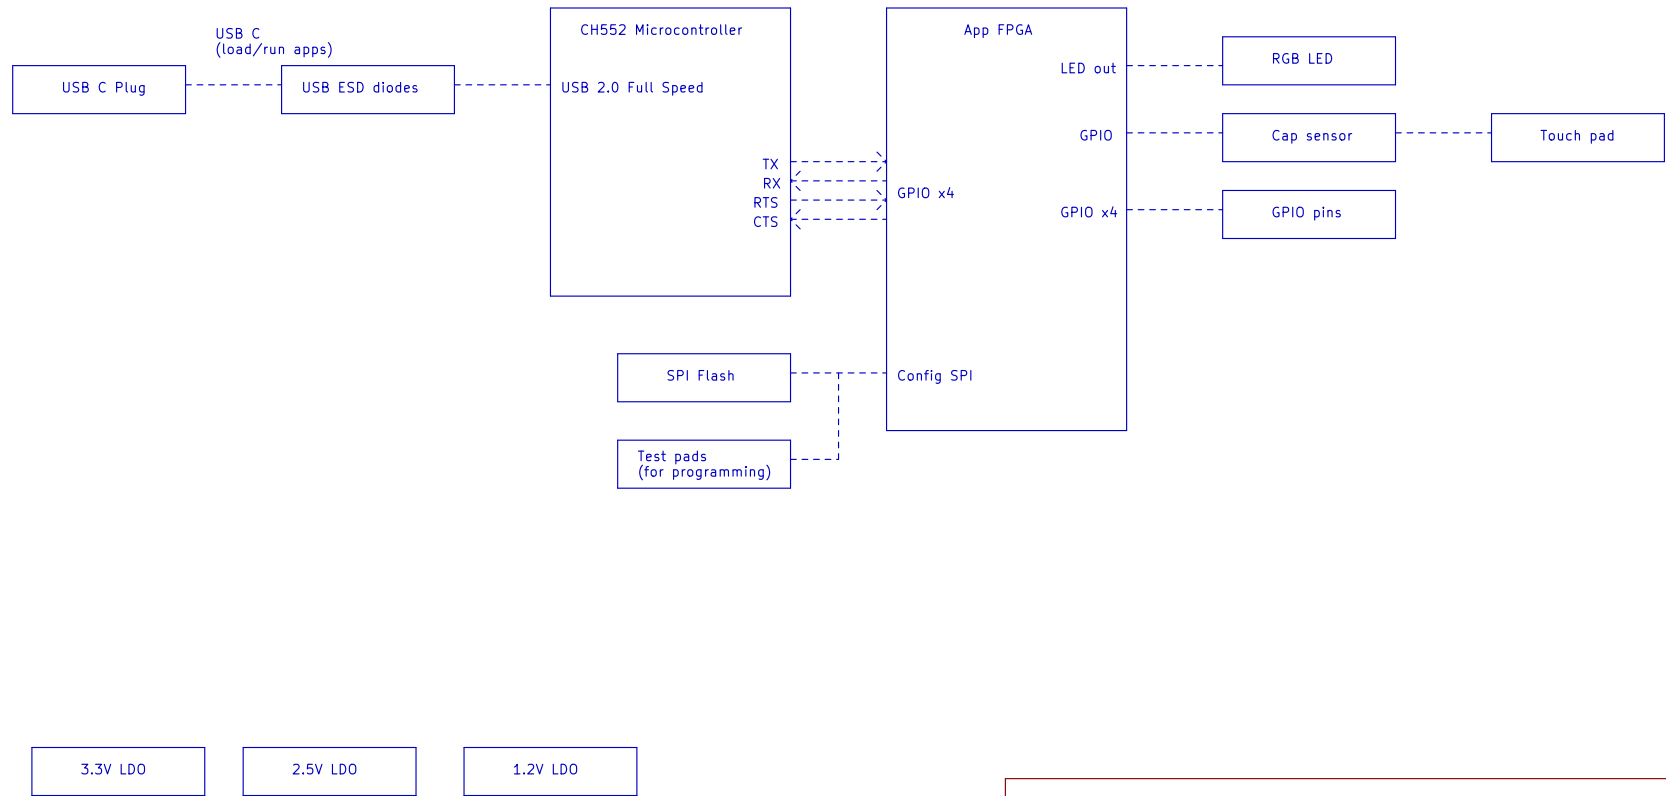 CH552 Microcontroller
App FPGA
USB C
(load/run apps)
RGB LED
LED out
USB C Plug
USB ESD diodes
USB 2.0 Full Speed
GPIO
Cap sensor
Touch pad
TX
RX
GPIO x4
RTS
GPIO x4
GPIO pins
CTS
SPI Flash
Config SPI
Test pads
(for programming)
3.3V LDO
2.5V LDO
1.2V LDO